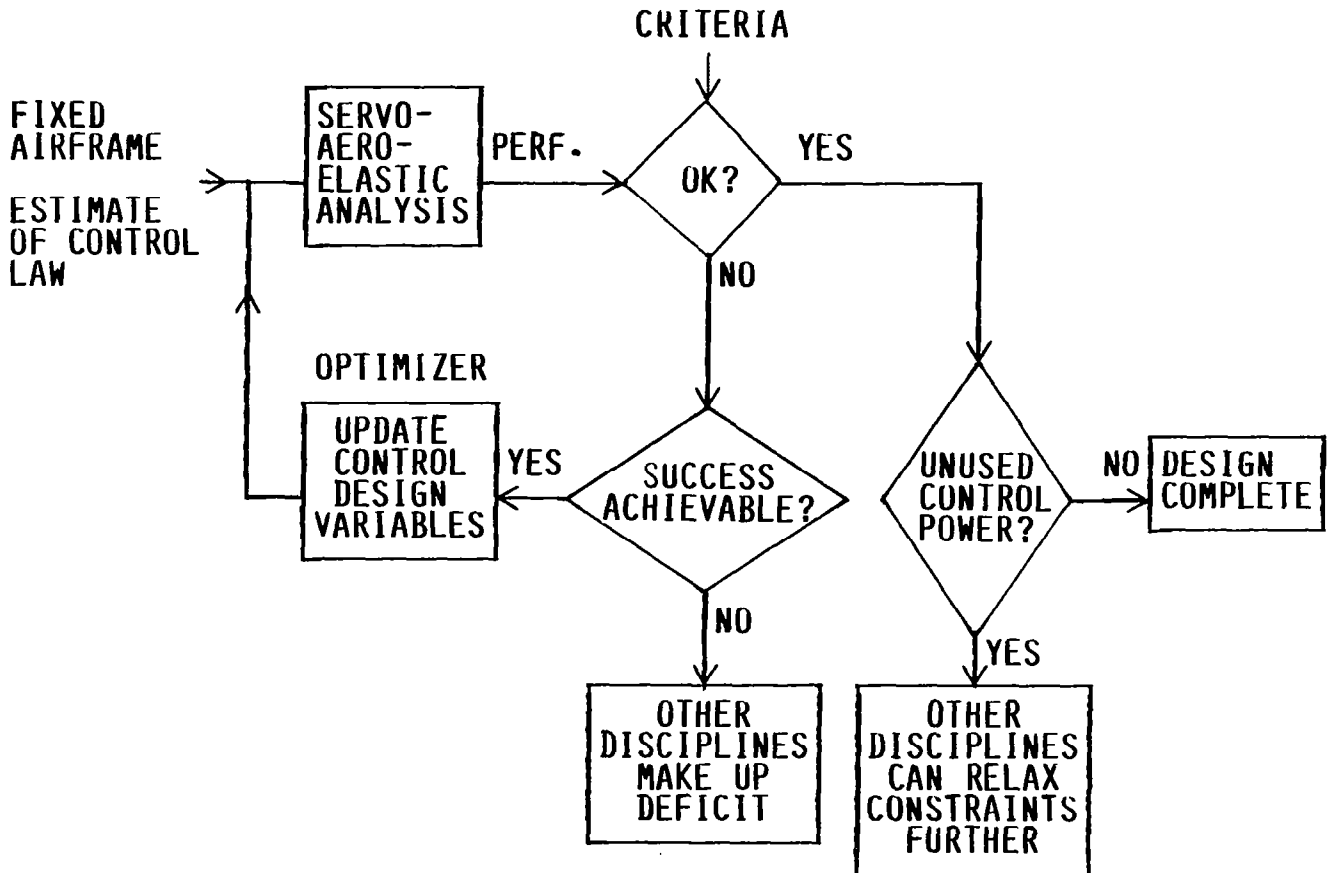 CRITERIA
FIXED
AIRFRAME
ESTIMATE
OF CONTROL
LAW
SERVO-
AERO-
ELASTIC
ANALYSIS
PERF.
OK?
YES
NO
OPTIMIZER
UPDATE
CONTROL
DESIGN
VARIABLES
YES
SUCCESS
ACHIEVABLE?
UNUSED
CONTROL
POWER?
NO
DESIGN
COMPLETE
NO
YES
OTHER
DISCIPLINES
MAKE UP
DEFICIT
OTHER
DISCIPLINES
CAN RELAX
CONSTRAINTS
FURTHER